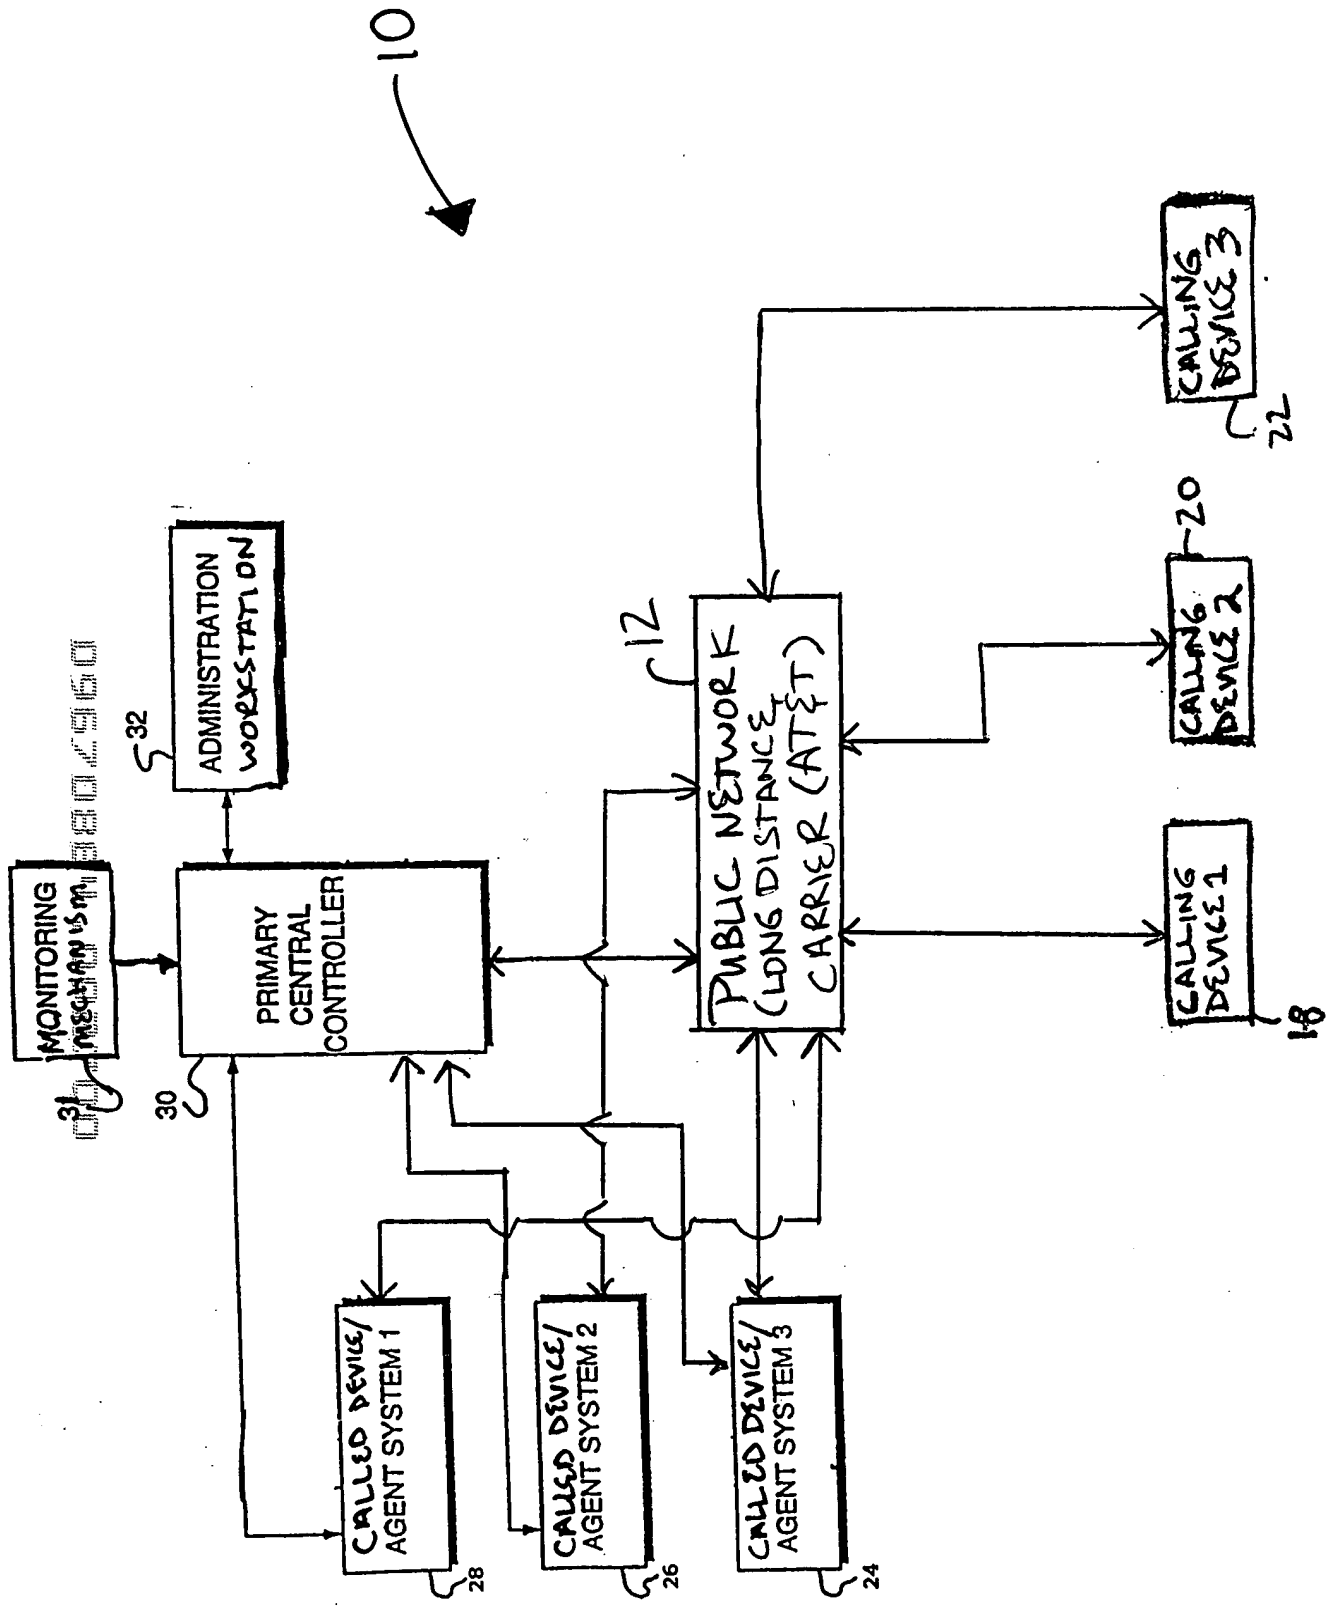 10
31
MONITORING
MECHANISM
32
ADMINISTRATION
WORKSTATION
30
PRIMARY
CENTRAL
CONTROLLER
12
PUBLIC NETWORK
(LONG DISTANCE
CARRIER (AT&T)
28
CALLED DEVICE/
AGENT SYSTEM 1
26
CALLED DEVICE/
AGENT SYSTEM 2
24
CALLED DEVICE/
AGENT SYSTEM 3
18
CALLING
DEVICE 1
20
CALLING
DEVICE 2
22
CALLING
DEVICE 3